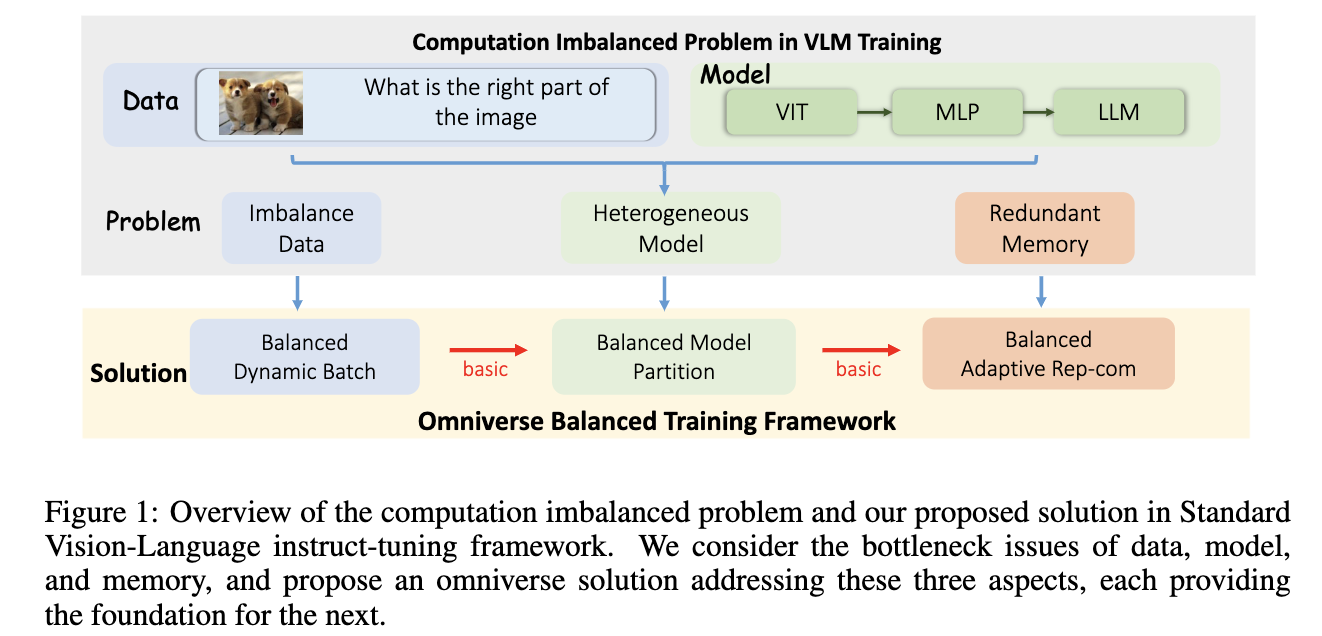 Computation Imbalanced Problem in VLM Training
Data
What is the right part of
the image
Model
VIT
MLP
LLM
Problem
Imbalance
Data
Heterogeneous
Model
Redundant
Memory
Solution
Balanced
Dynamic Batch
basic
Balanced Model
Partition
basic
Balanced
Adaptive Rep-com
Omniverse Balanced Training Framework
Figure 1: Overview of the computation imbalanced problem and our proposed solution in Standard
Vision-Language instruct-tuning framework. We consider the bottleneck issues of data, model,
and memory, and propose an omniverse solution addressing these three aspects, each providing
the foundation for the next.